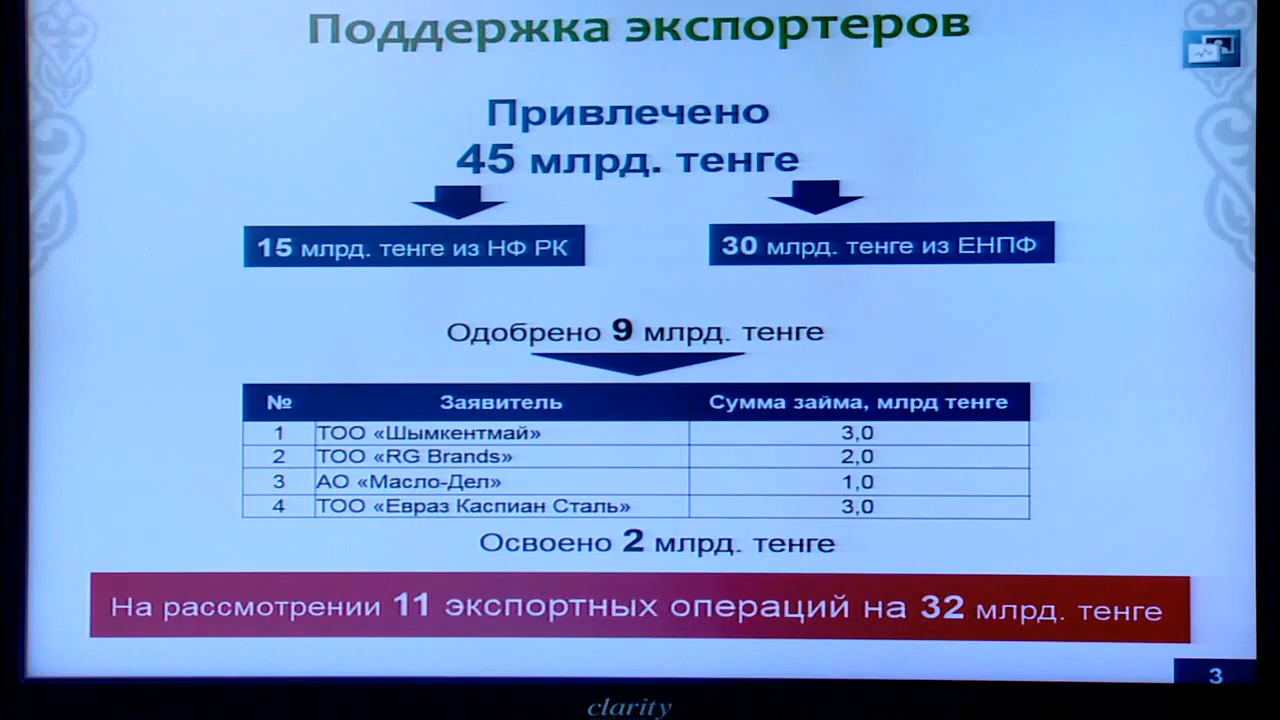 Поддержка экспортеров
Привлечено
45 млрд. тенге
15 млрд. тенге из НФ РК
30 млрд. тенге из ЕНПФ
Одобрено 9 млрд. тенге
№ Заявитель Сумма займа, млрд тенге
1 ТОО «Шымкентмай» 3,0
2 ТОО «RG Brands» 2,0
3 АО «Масло-Дел» 1,0
4 ТОО «Евраз Каспиан Сталь» 3,0
Освоено 2 млрд. тенге
На рассмотрении 11 экспортных операций на 32 млрд. тенге
3
clarity